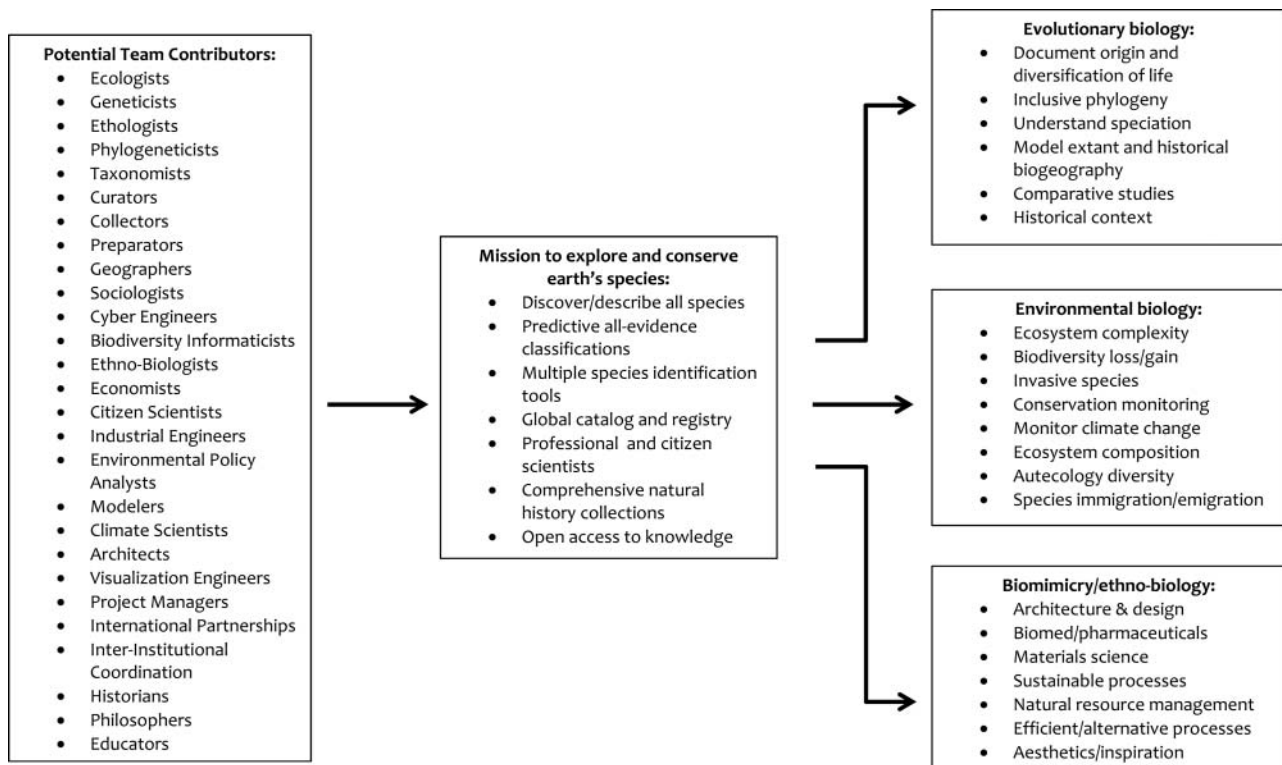 Potential Team Contributors:
• Ecologists
• Geneticists
• Ethologists
• Phylogeneticists
• Taxonomists
• Curators
• Collectors
• Preparators
• Geographers
• Sociologists
• Cyber Engineers
• Biodiversity Informaticists
• Ethno-Biologists
• Economists
• Citizen Scientists
• Industrial Engineers
• Environmental Policy
Analysts
• Modelers
• Climate Scientists
• Architects
• Visualization Engineers
• Project Managers
• International Partnerships
• Inter-Institutional
Coordination
• Historians
• Philosophers
• Educators
Mission to explore and conserve
earth's species:
• Discover/describe all species
• Predictive all-evidence
classifications
• Multiple species identification
tools
• Global catalog and registry
• Professional and citizen
scientists
• Comprehensive natural
history collections
• Open access to knowledge
Evolutionary biology:
• Document origin and
diversification of life
• Inclusive phylogeny
• Understand speciation
• Model extant and historical
biogeography
• Comparative studies
• Historical context
Environmental biology:
• Ecosystem complexity
• Biodiversity loss/gain
• Invasive species
• Conservation monitoring
• Monitor climate change
• Ecosystem composition
• Autecology diversity
• Species immigration/emigration
Biomimicry/ethno-biology:
• Architecture & design
• Biomed/pharmaceuticals
• Materials science
• Sustainable processes
• Natural resource management
• Efficient/alternative processes
• Aesthetics/inspiration